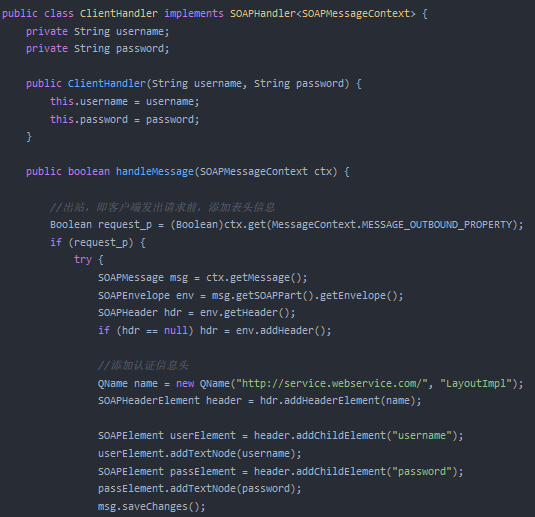 public class ClientHandler implements SOAPHandler<SOAPMessageContext> {
private String username;
private String password;
public ClientHandler(String username, String password) {
this.username = username;
this.password = password;
}
public boolean handleMessage(SOAPMessageContext ctx) {
//出站，即客户端发出请求前，添加表头信息
Boolean request_p = (Boolean)ctx.get(MessageContext.MESSAGE_OUTBOUND_PROPERTY);
if (request_p) {
try {
SOAPMessage msg = ctx.getMessage();
SOAPEnvelope env = msg.getSOAPPart().getEnvelope();
SOAPHeader hdr = env.getHeader();
if (hdr == null) hdr = env.addHeader();
//添加认证信息头
QName name = new QName("http://service.webservice.com/", "LayoutImpl");
SOAPHeaderElement header = hdr.addHeaderElement(name);
SOAPElement userElement = header.addChildElement("username");
userElement.addTextNode(username);
SOAPElement passElement = header.addChildElement("password");
passElement.addTextNode(password);
msg.saveChanges();